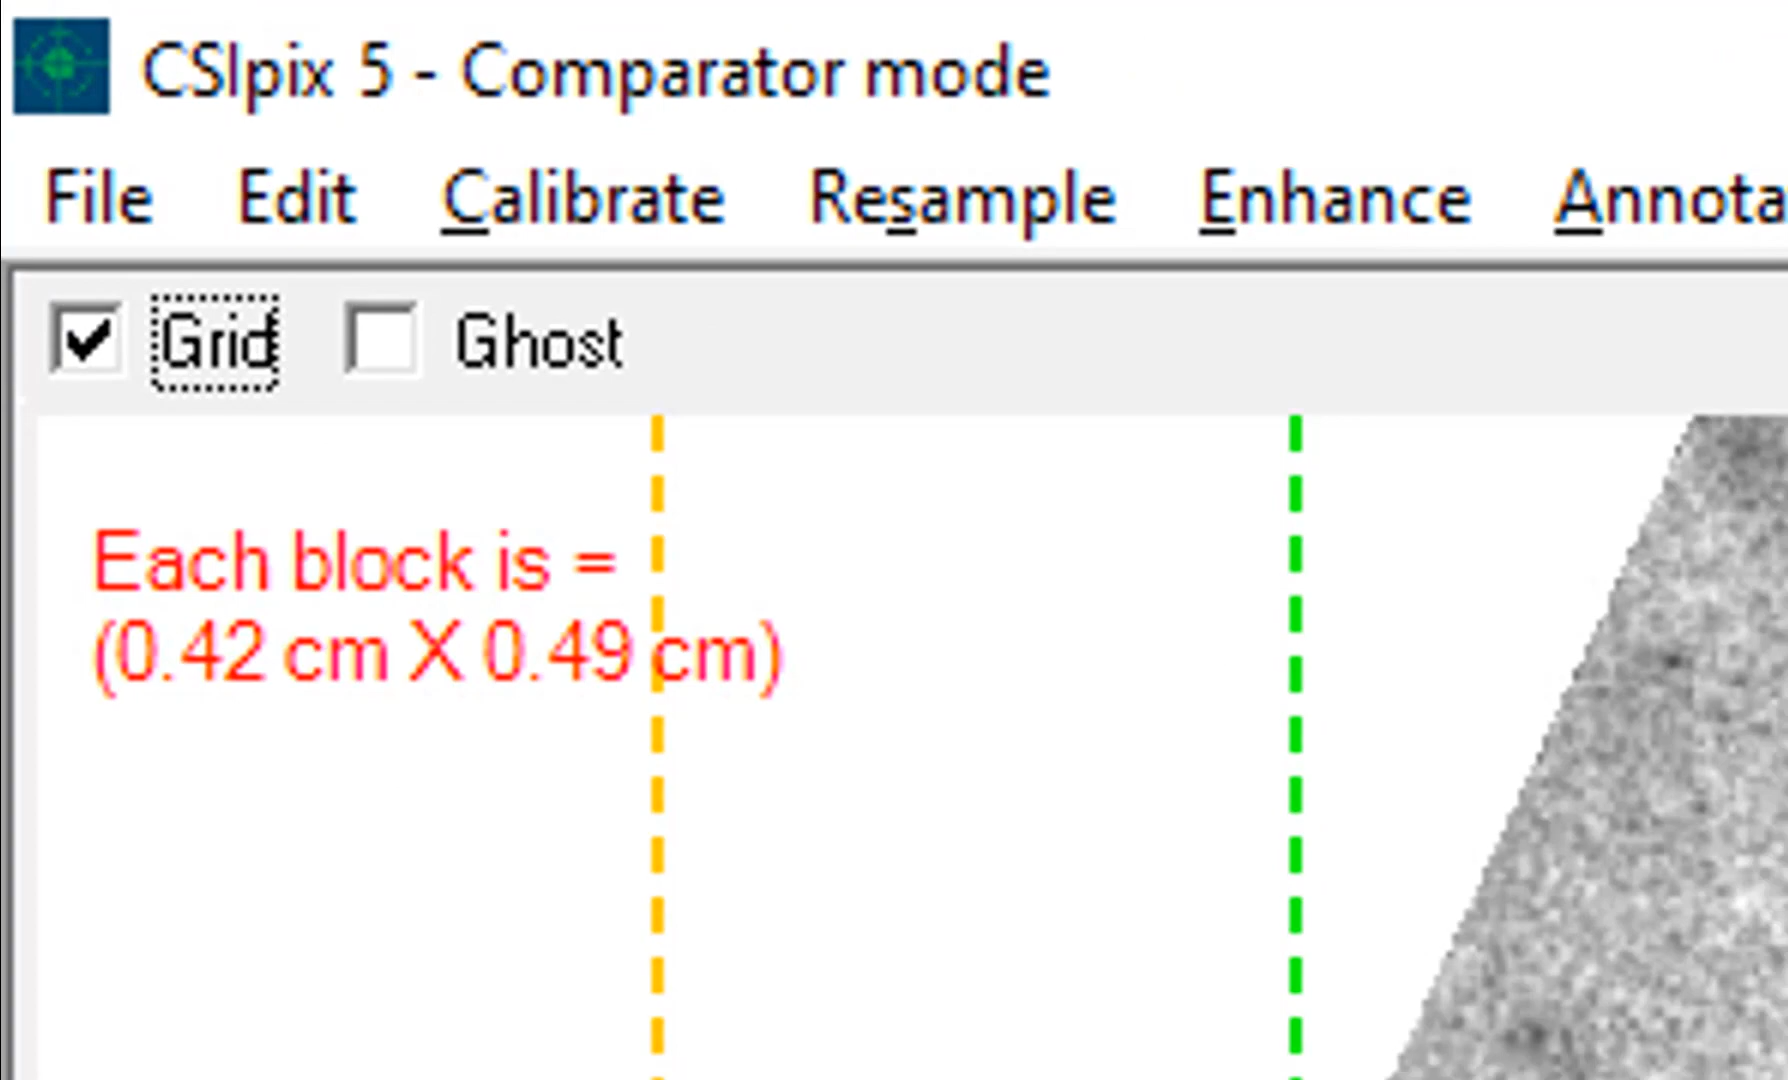 CSIpix 5 - Comparator mode
File Edit Calibrate Resample Enhance Annota
Grid Ghost
Each block is =
(0.42 cm X 0.49 cm)